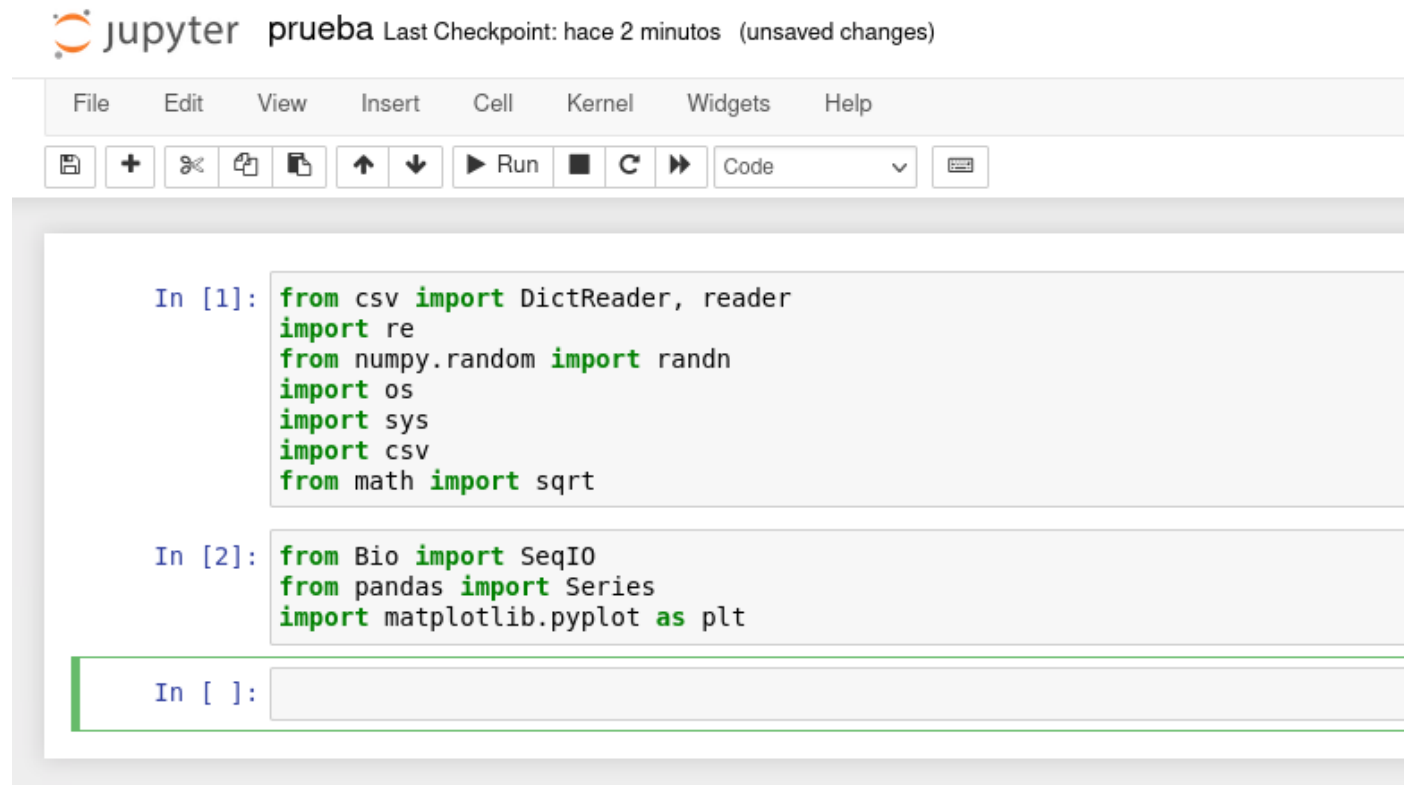 jupyter prueba Last Checkpoint: hace 2 minutos (unsaved changes)
File Edit View Insert Cell Kernel Widgets Help
Run Code
In [1]: from csv import DictReader, reader
import re
from numpy.random import randn
import os
import sys
import csv
from math import sqrt
In [2]: from Bio import SeqIO
from pandas import Series
import matplotlib.pyplot as plt
In [ ]: